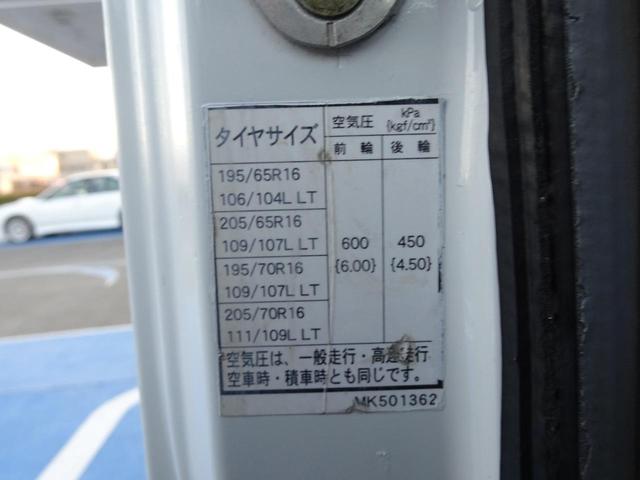 タイヤサイズ
空気圧 kPa {kgf/cm²}
前輪 後輪
195/65R16
106/104L LT
205/65R16
109/107L LT
195/70R16
109/107L LT
205/70R16
111/109L LT
600 450
{6.00} {4.50}
空気圧は、一般走行・高速走行
空車時・積車時とも同じです。
MK501362